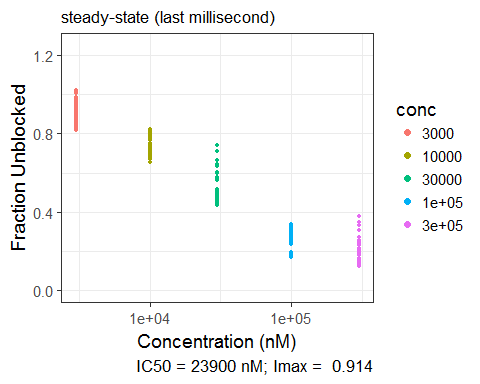 steady-state (last millisecond)
Fraction Unblocked
1.2
0.8
0.4
0.0
1e+04
1e+05
Concentration (nM)
IC50 = 23900 nM; Imax =  0.914
conc
3000
10000
30000
1e+05
3e+05